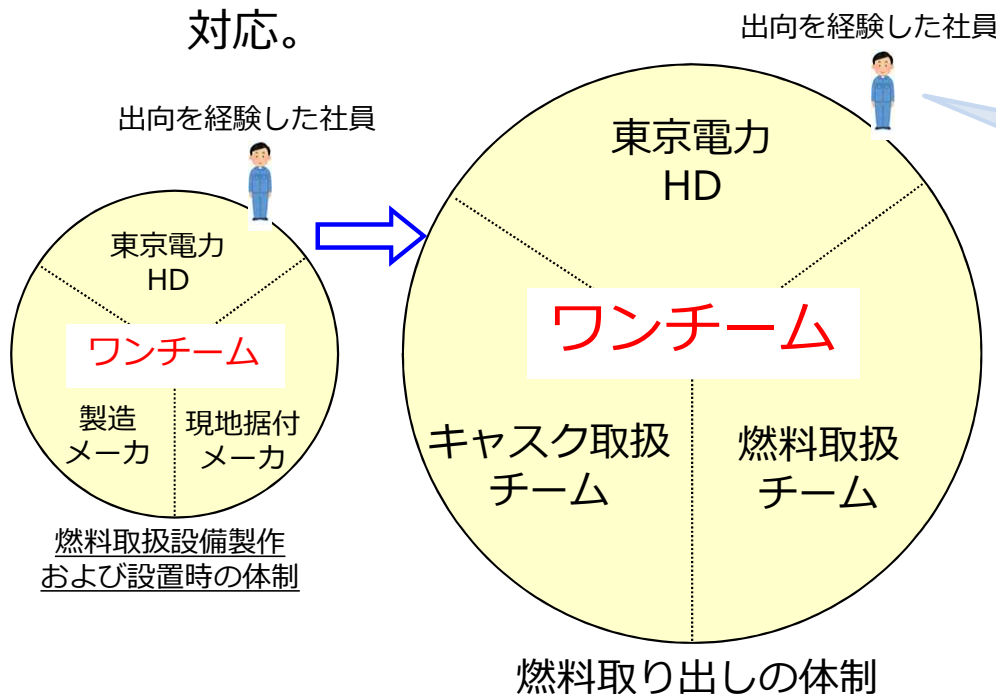 対応。
出向を経験した社員
東京電力
HD
ワンチーム
製造
メーカ
現地据付
メーカ
燃料取扱設備製作
および設置時の体制
出向を経験した社員
東京電力
HD
ワンチーム
キャスク取扱
チーム
燃料取扱
チーム
燃料取り出しの体制